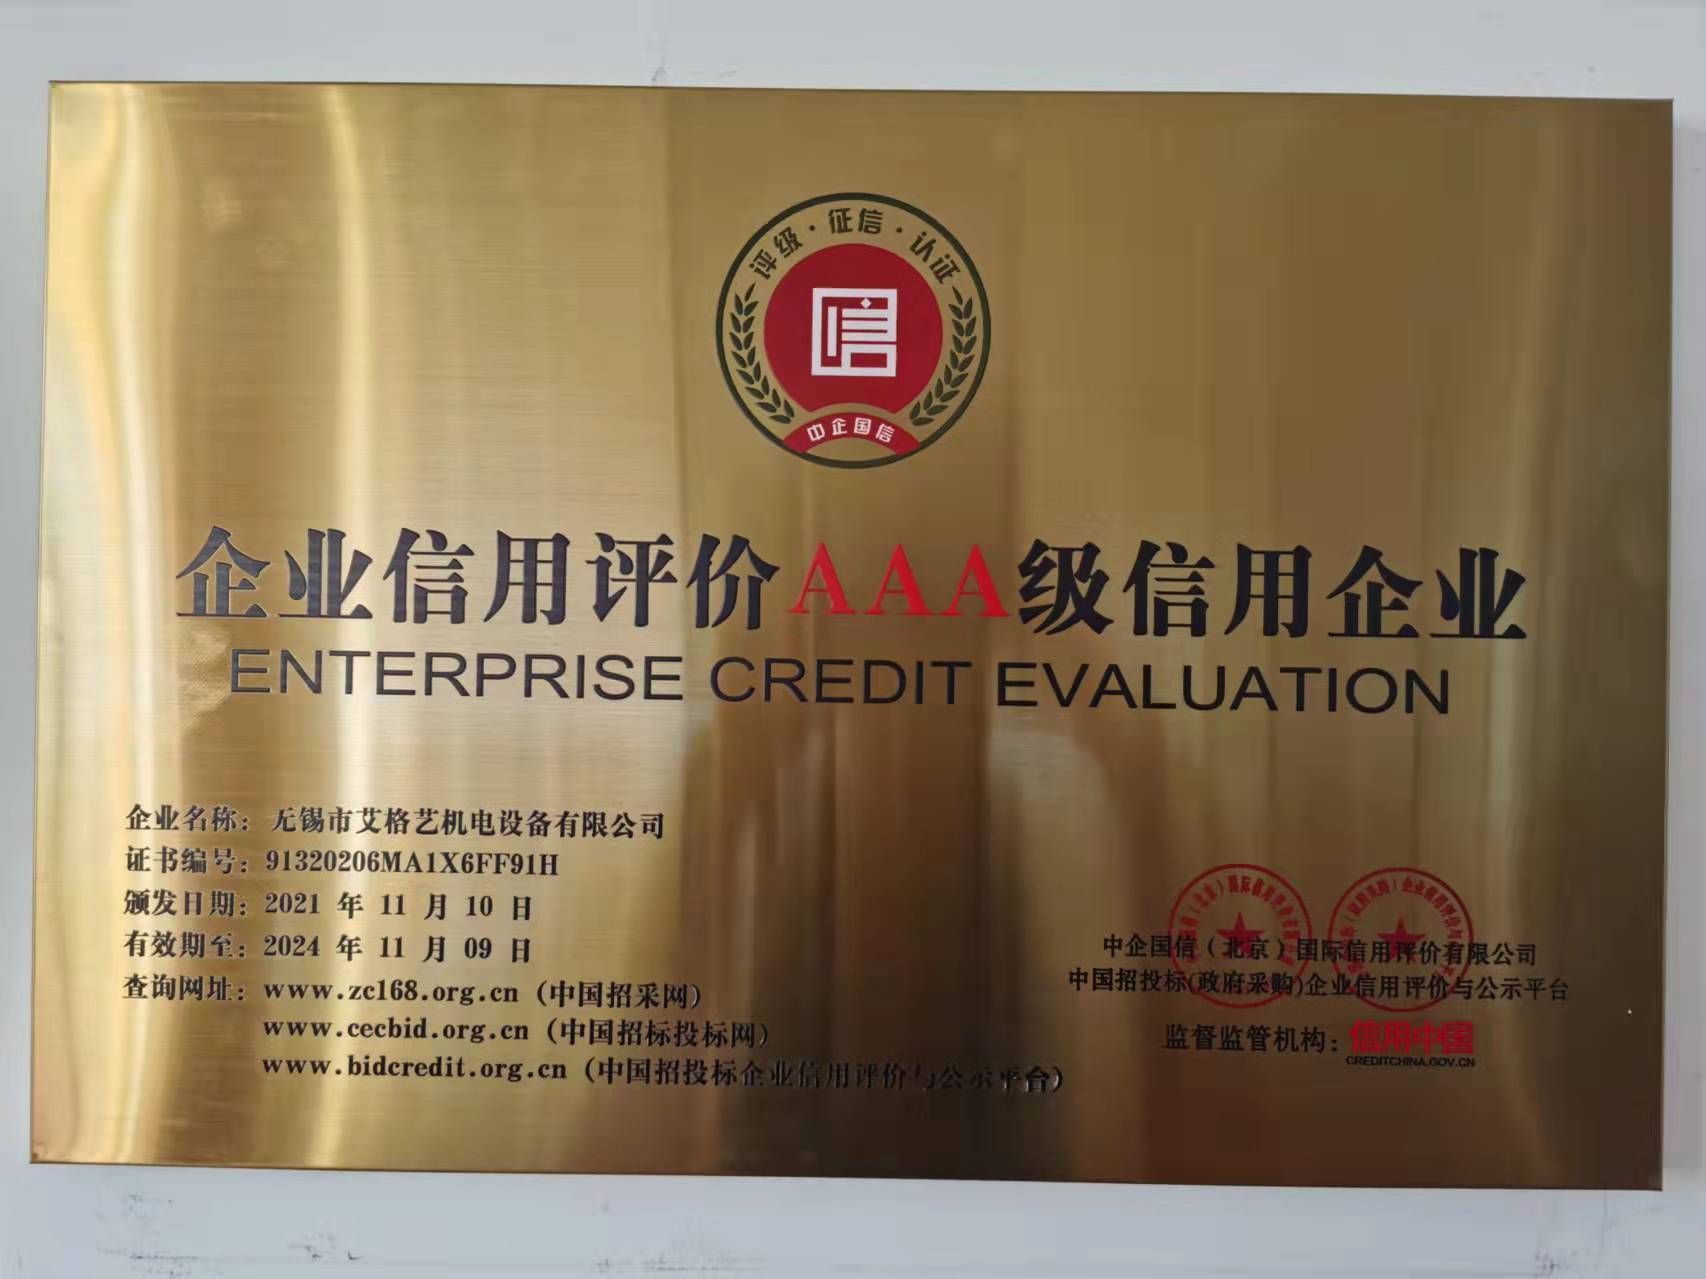 评级·征信·认证
信
中企国信
企业信用评价AAA级信用企业
ENTERPRISE CREDIT EVALUATION
企业名称：无锡市艾格艺机电设备有限公司
证书编号：91320206MA1X6FF91H
颁发日期：2021 年 11 月 10 日
有效期至：2024 年 11 月 09 日
查询网址：www.zc168.org.cn (中国招采网)
www.cecbid.org.cn (中国招标投标网)
www.bidcredit.org.cn (中国招投标企业信用评价与公示平台)
中企国信（北京）国际信用评价有限公司
中国招投标(政府采购)企业信用评价与公示平台
监督监管机构：信用中国
CREDITCHINA.GOV.CN